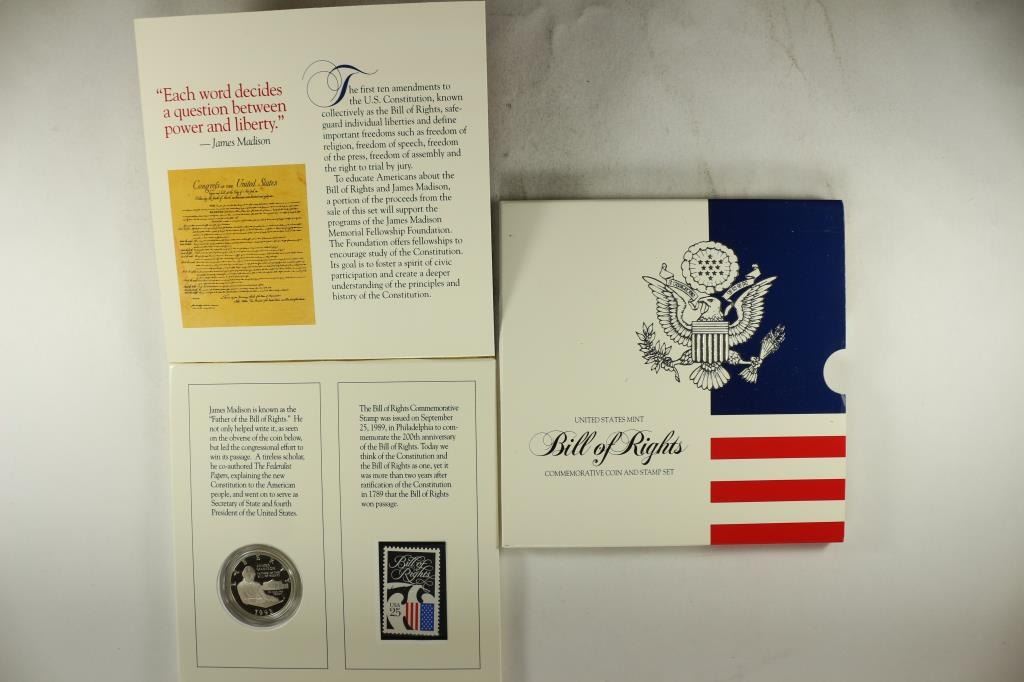 “Each word decides
a question between
power and liberty.”
— James Madison
The first ten amendments to
the U.S. Constitution, known
collectively as the Bill of Rights, safe-
guard individual liberties and define
important freedoms such as freedom of
religion, freedom of speech, freedom
of the press, freedom of assembly and
the right to trial by jury.
To educate Americans about the
Bill of Rights and James Madison,
a portion of the proceeds from the
sale of this set will support the
programs of the James Madison
Memorial Fellowship Foundation.
The Foundation offers fellowships to
encourage study of the Constitution.
Its goal is to foster a spirit of civic
participation and create a deeper
understanding of the principles and
history of the Constitution.
Congress of the United States
James Madison is known as the
“Father of the Bill of Rights.” He
not only helped write it, as seen
on the obverse of the coin below,
but led the congressional effort to
win its passage. A tireless scholar,
he co-authored The Federalist
Papers, explaining the new
Constitution to the American
people, and went on to serve as
Secretary of State and fourth
President of the United States.
The Bill of Rights Commemorative
Stamp was issued on September
25, 1989, in Philadelphia to com-
memorate the 200th anniversary
of the Bill of Rights. Today we
think of the Constitution and
the Bill of Rights as one, yet it
was more than two years after
ratification of the Constitution
in 1789 that the Bill of Rights
won passage.
JAMES
MADISON
1993
Bill of
Rights
USA
25
UNITED STATES MINT
Bill of Rights
COMMEMORATIVE COIN AND STAMP SET